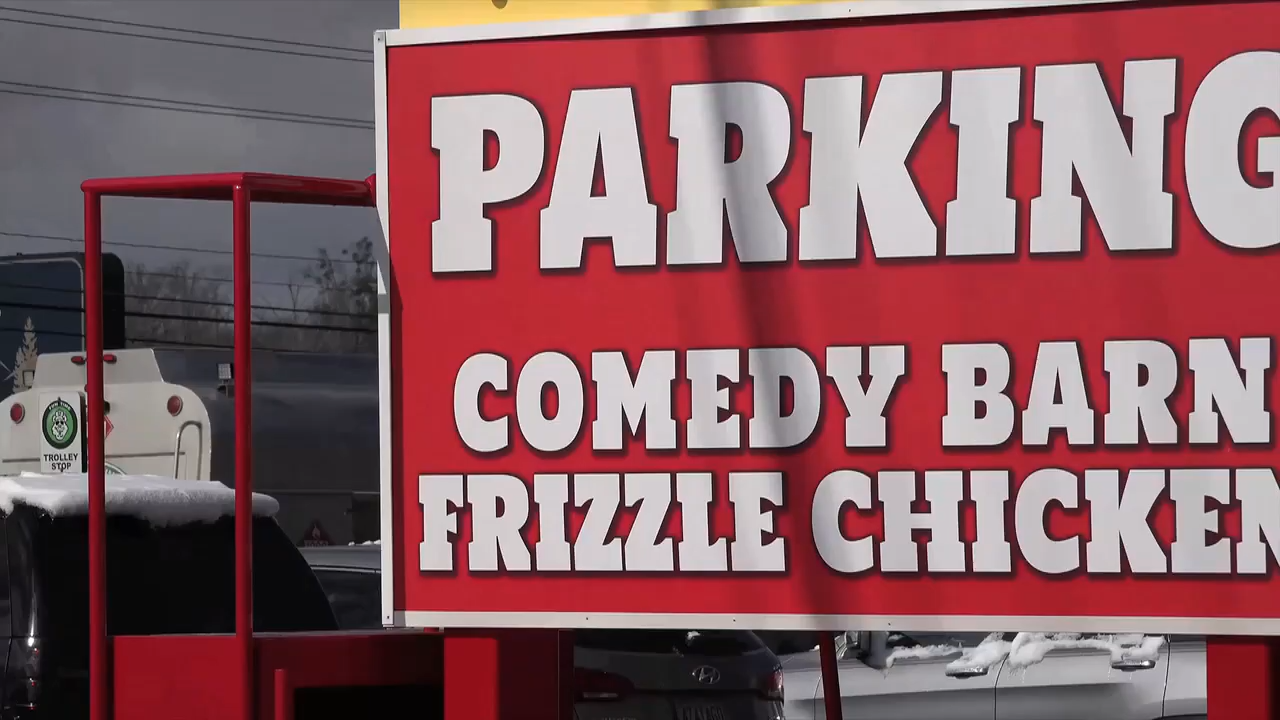 PARKING
COMEDY BARN
FRIZZLE CHICKEN
TROLLEY
STOP